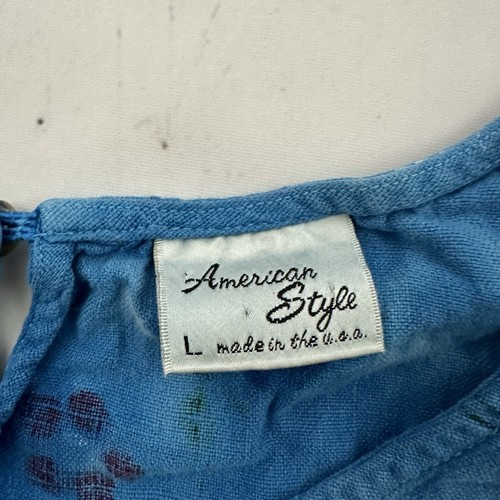 American
Style
L made in the u.s.a.